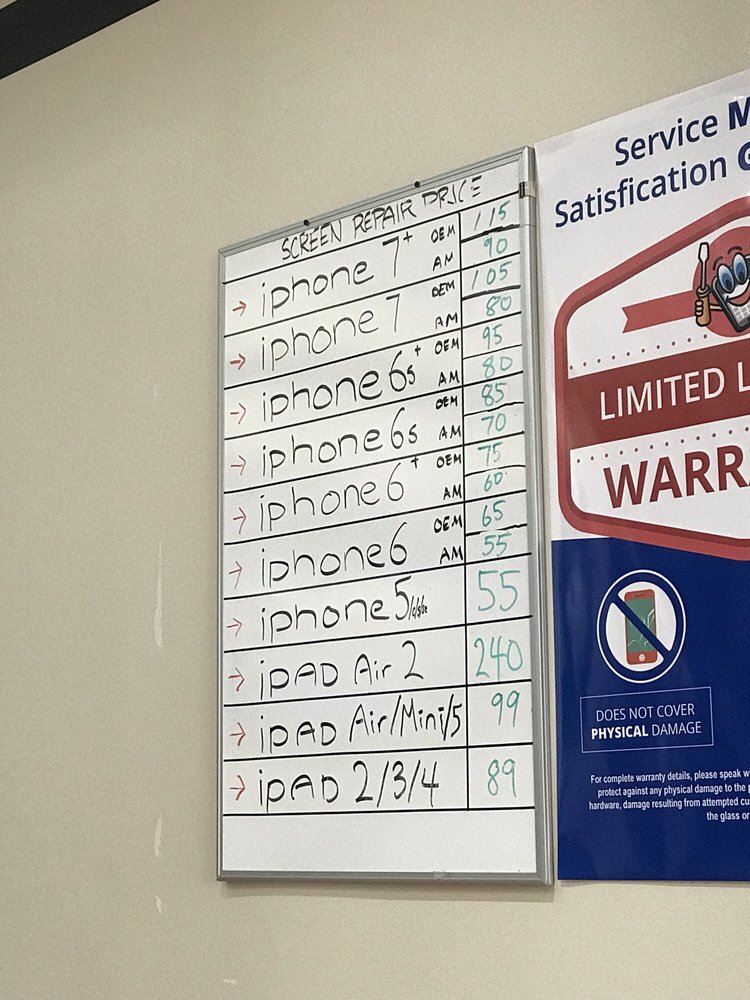 SCREEN REPAIR PRICE
→ iphone 7+ OEM 115
AM 90
→ iphone 7 OEM 105
AM 80
→ iphone 6s+ OEM 95
AM 80
→ iphone 6s OEM 85
AM 70
→ iphone 6+ OEM 75
AM 60
→ iphone 6 OEM 65
AM 55
→ iphone 5/c/s/se 55
→ iPAD Air 2 240
→ iPAD Air/Mini/5 99
→ iPAD 2/3/4 89
Service M
Satisfication G
LIMITED L
WARRA
DOES NOT COVER
PHYSICAL DAMAGE
For complete warranty details, please speak w
protect against any physical damage to the p
hardware, damage resulting from attempted cu
the glass or